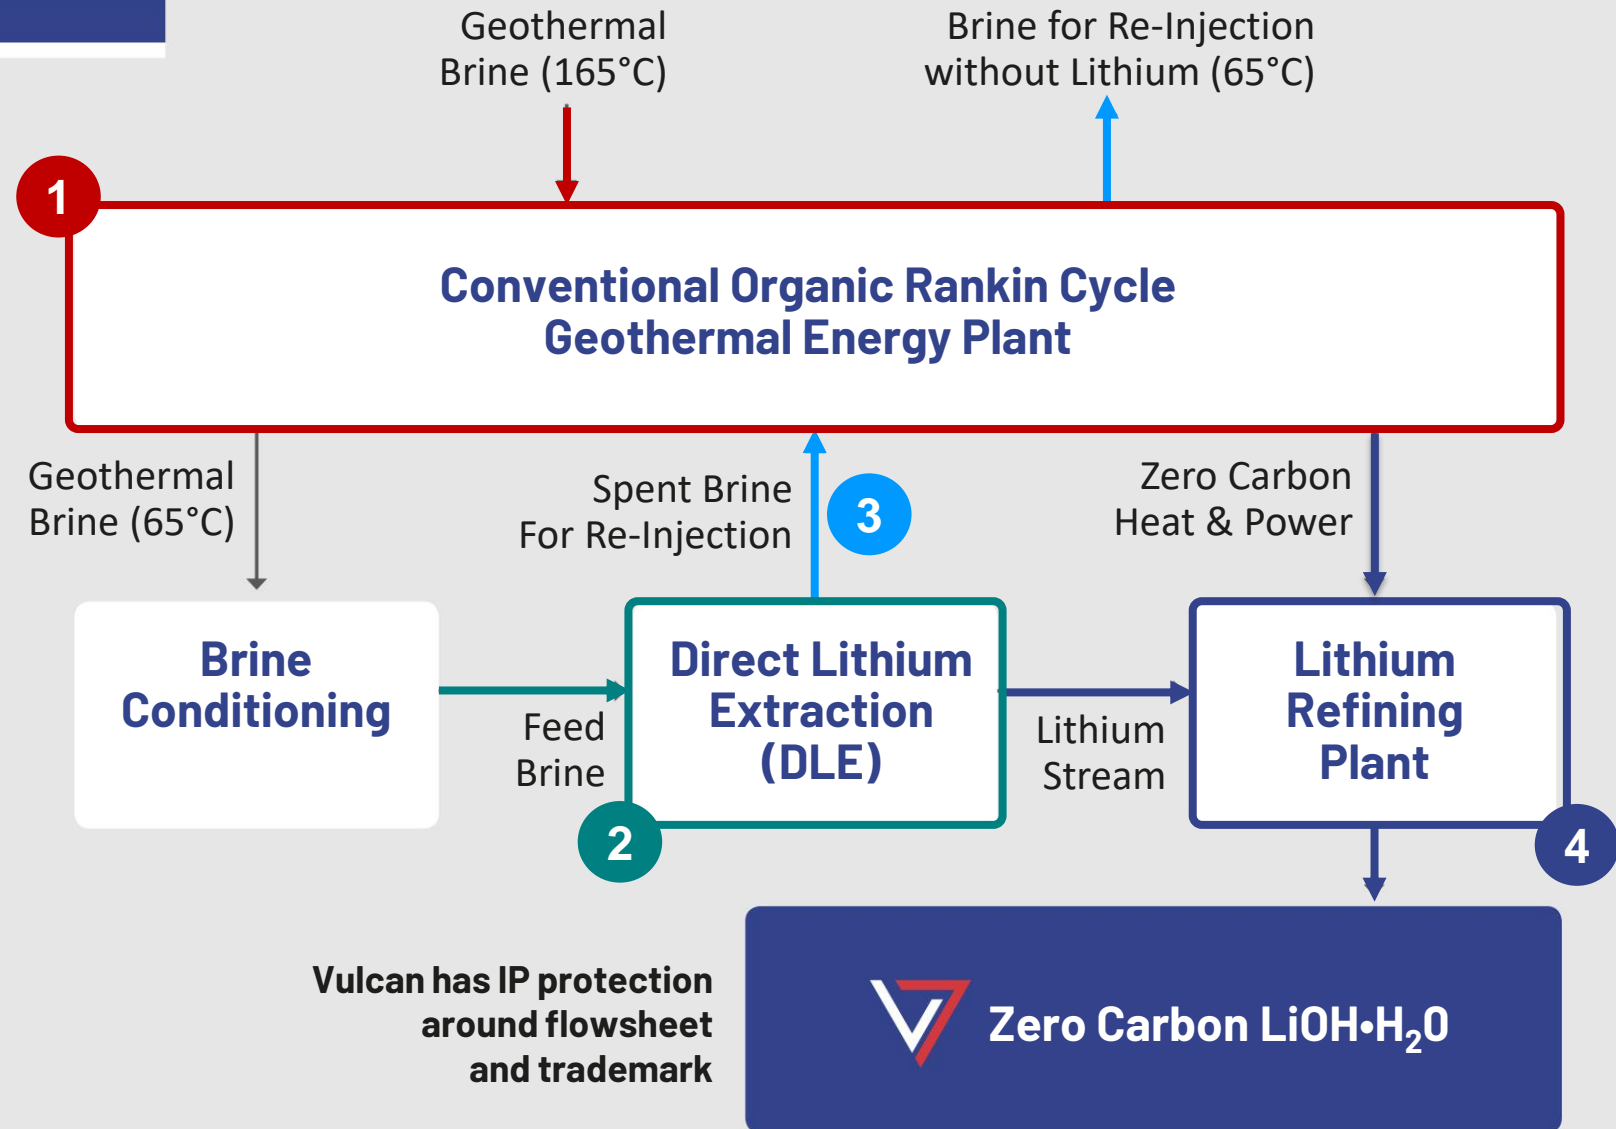 Geothermal
Brine (165°C)
Brine for Re-Injection
without Lithium (65°C)
1
Conventional Organic Rankin Cycle
Geothermal Energy Plant
Geothermal
Brine (65°C)
Spent Brine
For Re-Injection
3
Zero Carbon
Heat & Power
Brine
Conditioning
Feed
Brine
Direct Lithium
Extraction
(DLE)
2
Lithium
Stream
Lithium
Refining
Plant
4
Vulcan has IP protection
around flowsheet
and trademark
Zero Carbon LiOH•H₂0